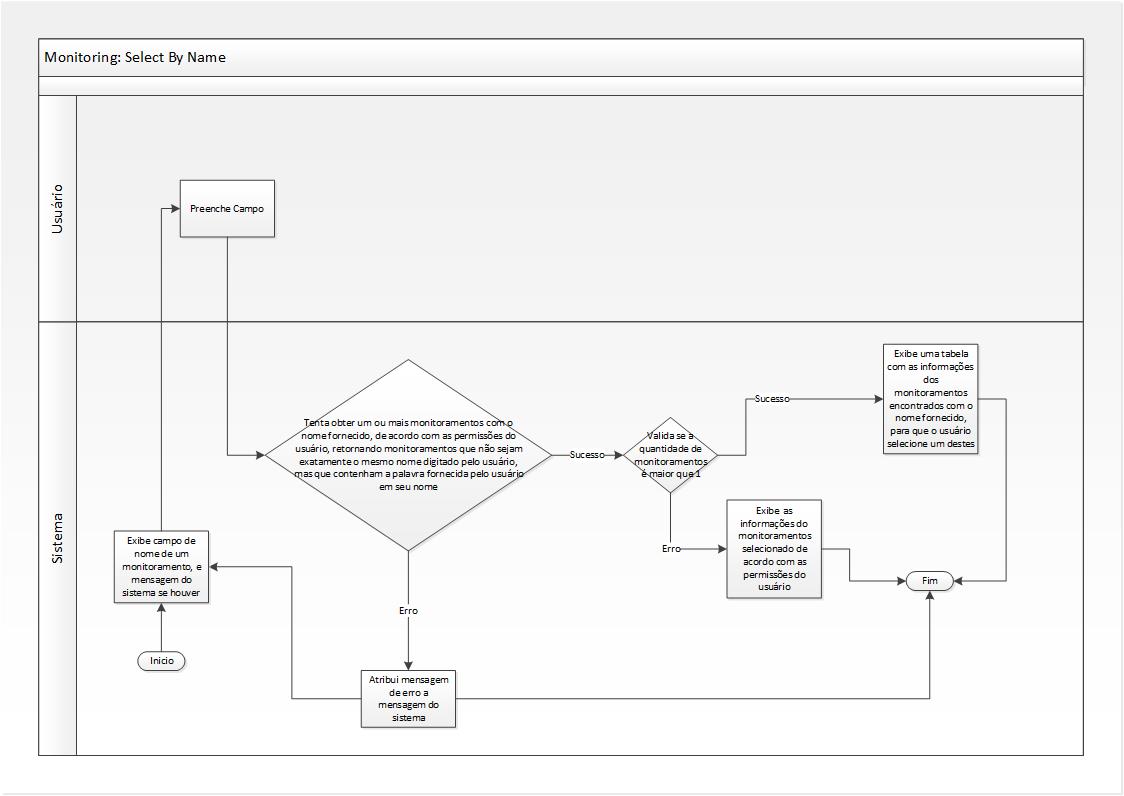 Monitoring: Select By Name
Usuário
Preenche Campo
Sistema
Tenta obter um ou mais monitoramentos com o
nome fornecido, de acordo com as permissões do
usuário, retornando monitoramentos que não sejam
exatamente o mesmo nome digitado pelo usuário,
mas que contenham a palavra fornecida pelo usuário
em seu nome
Sucesso
Valida se a
quantidade de
monitoramentos
é maior que 1
Sucesso
Exibe uma tabela
com as informações
dos
monitoramentos
encontrados com o
nome fornecido,
para que o usuário
selecione um destes
Erro
Exibe as
informações do
monitoramentos
selecionado de
acordo com as
permissões do
usuário
Fim
Exibe campo de
nome de um
monitoramento, e
mensagem do
sistema se houver
Inicio
Erro
Atribui mensagem
de erro a
mensagem do
sistema